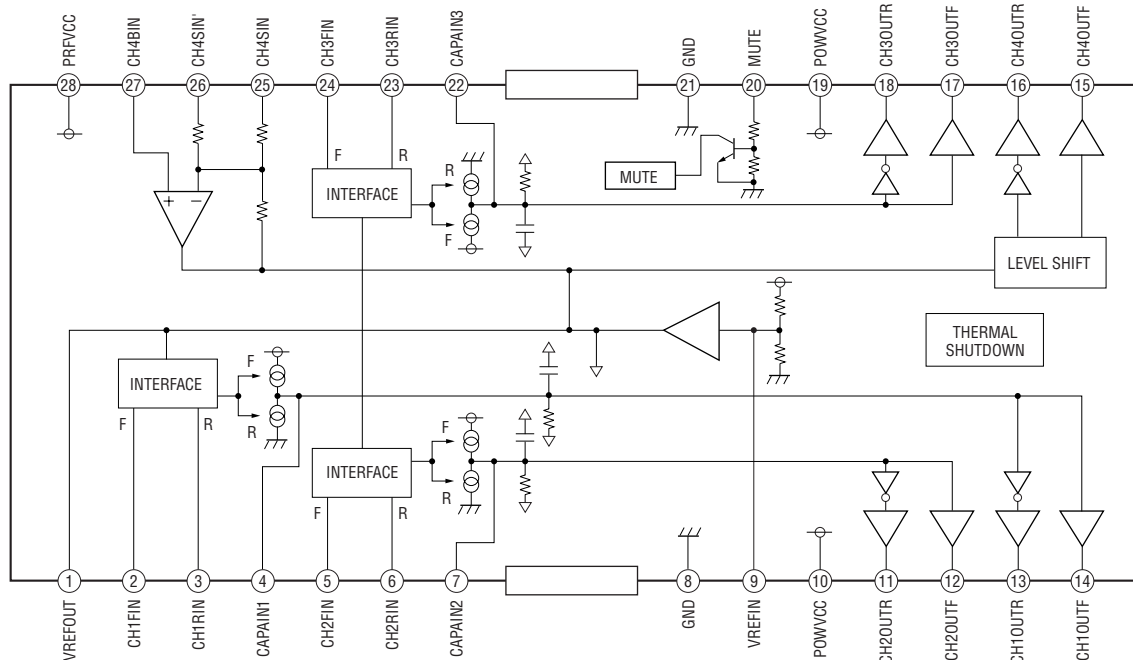 PRFVCC
CH4BIN
CH4SIN'
CH4SIN
CH3FIN
CH3RIN
CAPAIN3
GND
MUTE
POWVCC
CH3OUTR
CH3OUTF
CH4OUTR
CH4OUTF
28 27 26 25 24 23 22 21 20 19 18 17 16 15
F R
R
INTERFACE
MUTE
+ −
F
LEVEL SHIFT
THERMAL
SHUTDOWN
F
INTERFACE
F R
R
F
INTERFACE
R
F R
1 2 3 4 5 6 7 8 9 10 11 12 13 14
VREFOUT
CH1FIN
CH1RIN
CAPAIN1
CH2FIN
CH2RIN
CAPAIN2
GND
VREFIN
POWVCC
CH2OUTR
CH2OUTF
CH1OUTR
CH1OUTF